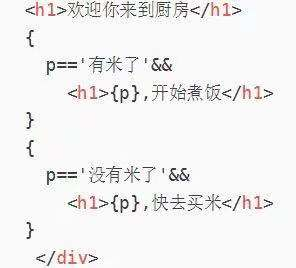 <h1>欢迎你来到厨房</h1>
{
p=='有米了'&&
<h1>{p},开始煮饭</h1>
}
{
p=='没有米了'&&
<h1>{p},快去买米</h1>
}
</div>